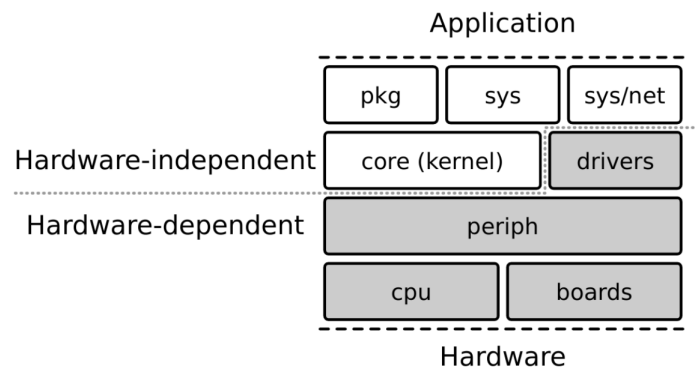 Application
pkg sys sys/net
Hardware-independent core (kernel) drivers
Hardware-dependent periph
cpu boards
Hardware